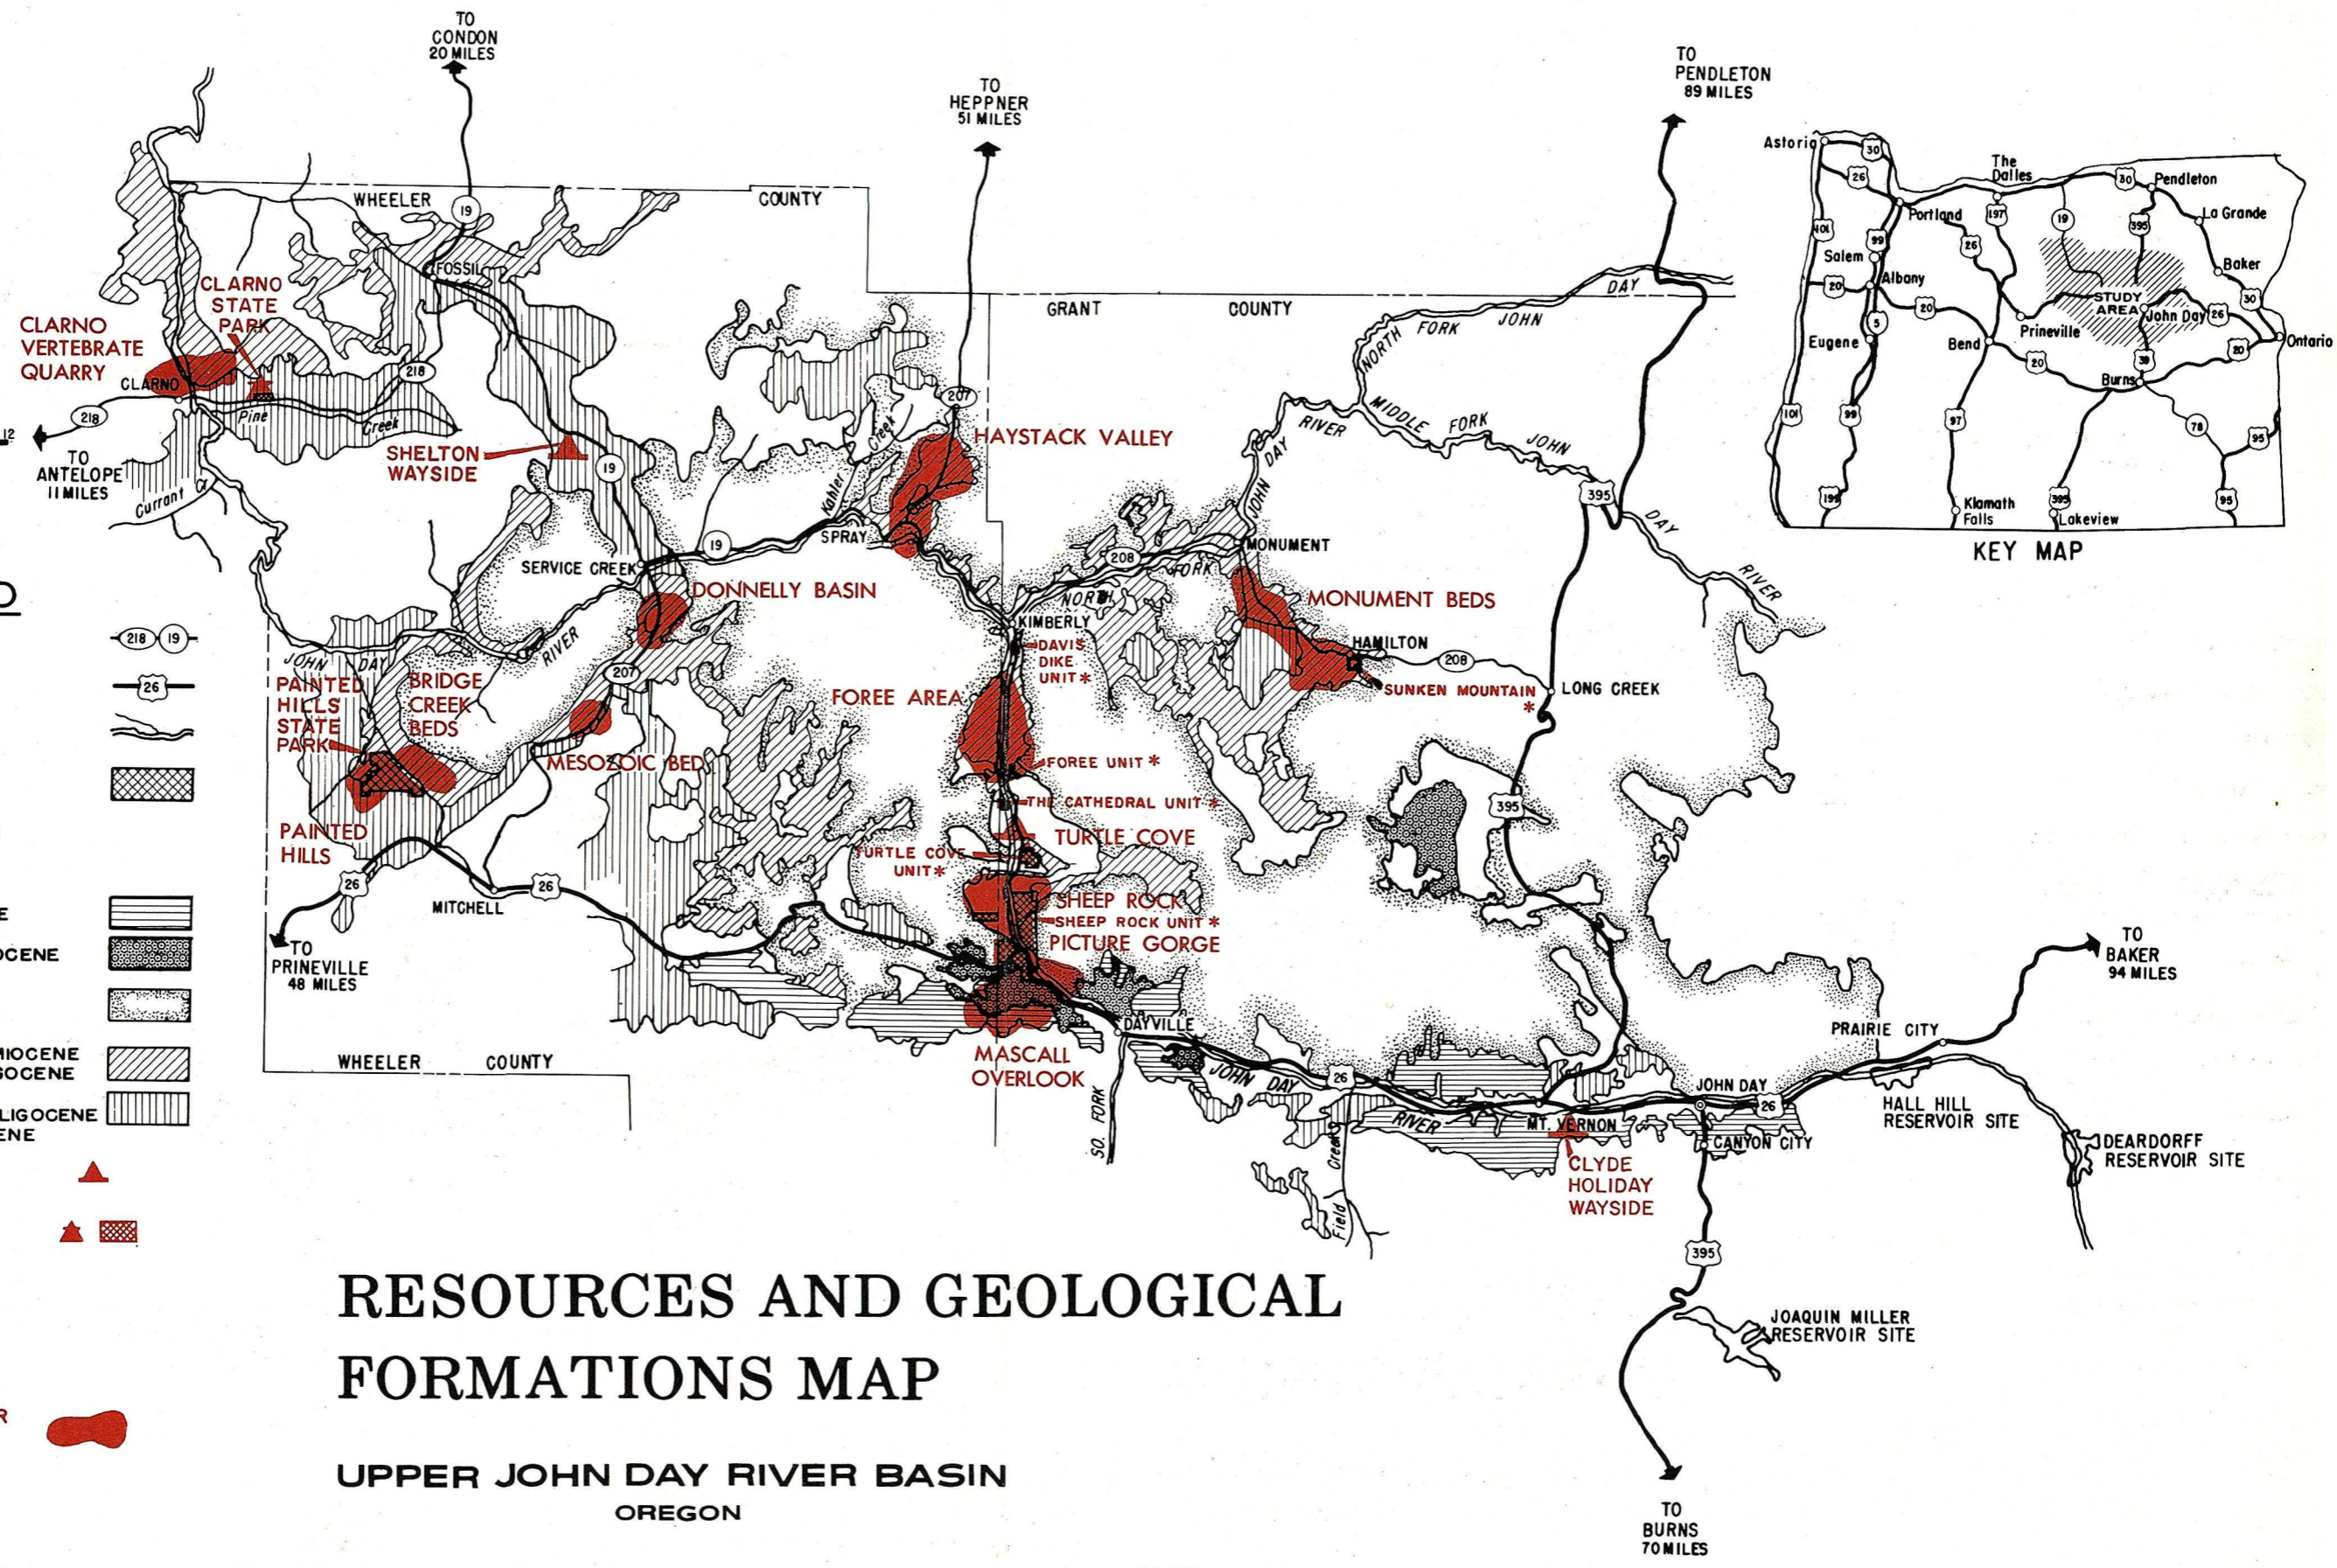 TO
CONDON
20 MILES
TO
HEPPNER
51 MILES
TO
PENDLETON
89 MILES
WHEELER
COUNTY
19
FOSSIL
CLARNO
STATE
PARK
CLARNO
VERTEBRATE
QUARRY
CLARNO
218
218
Pine
Creek
12
TO
ANTELOPE
11 MILES
Currant
Cr
SHELTON
WAYSIDE
19
GRANT
COUNTY
207
HAYSTACK VALLEY
Kahler
Creek
SPRAY
19
SERVICE CREEK
DONNELLY BASIN
NORTH
FORK
JOHN
DAY
RIVER
MIDDLE
FORK
JOHN
DAY
RIVER
JOHN
DAY
395
MONUMENT
208
FORK
NORTH
KIMBERLY
MONUMENT BEDS
HAMILTON
208
SUNKEN MOUNTAIN
*
LONG CREEK
DAVIS*
DIKE
UNIT*
FOREE AREA
FOREE UNIT*
THE CATHEDRAL UNIT*
TURTLE COVE
TURTLE COVE
UNIT*
SHEEP ROCK
SHEEP ROCK UNIT*
PICTURE GORGE
218
19
26
JOHN
DAY
RIVER
PAINTED
HILLS
STATE
PARK
BRIDGE
CREEK
BEDS
207
MESOZOIC BED
PAINTED
HILLS
26
MITCHELL
26
TO
PRINEVILLE
48 MILES
E
OCENE
MIOCENE
GOCENE
LIGOCENE
ENE
R
D
WHEELER
COUNTY
MASCALL
OVERLOOK
DAYVILLE
SO. FORK
JOHN
DAY
RIVER
26
Field
Creek
395
MT. VERNON
CLYDE
HOLIDAY
WAYSIDE
JOHN DAY
26
CANYON CITY
PRAIRIE CITY
TO
BAKER
94 MILES
HALL HILL
RESERVOIR SITE
DEARDORFF
RESERVOIR SITE
395
JOAQUIN MILLER
RESERVOIR SITE
TO
BURNS
70 MILES
Astoria
30
26
The
Dalles
30
Pendleton
101
Portland
197
19
395
La Grande
99
26
Salem
Albany
20
20
STUDY
AREA
John Day
26
Baker
30
5
Prineville
Eugene
Bend
20
20
Ontario
Burns
101
99
97
78
95
199
Klamath
Falls
395
Lakeview
95
KEY MAP
RESOURCES AND GEOLOGICAL
FORMATIONS MAP
UPPER JOHN DAY RIVER BASIN
OREGON